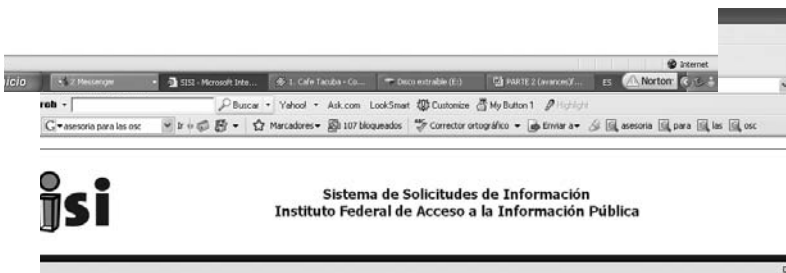 Internet
icio 2 Messenger SISI - Microsoft Inte... 1. Cafe Tacuba - Co... Disco extraíble (E:) PARTE 2 (avances)/... ES Norton
Buscar Yahoo! Ask.com LookSmart Customize My Button 1 Highlight
G asesoria para las osc Ir Marcadores 107 bloqueados Corrector ortográfico Enviar a asesoria para las osc
isi
Sistema de Solicitudes de Información
Instituto Federal de Acceso a la Información Pública